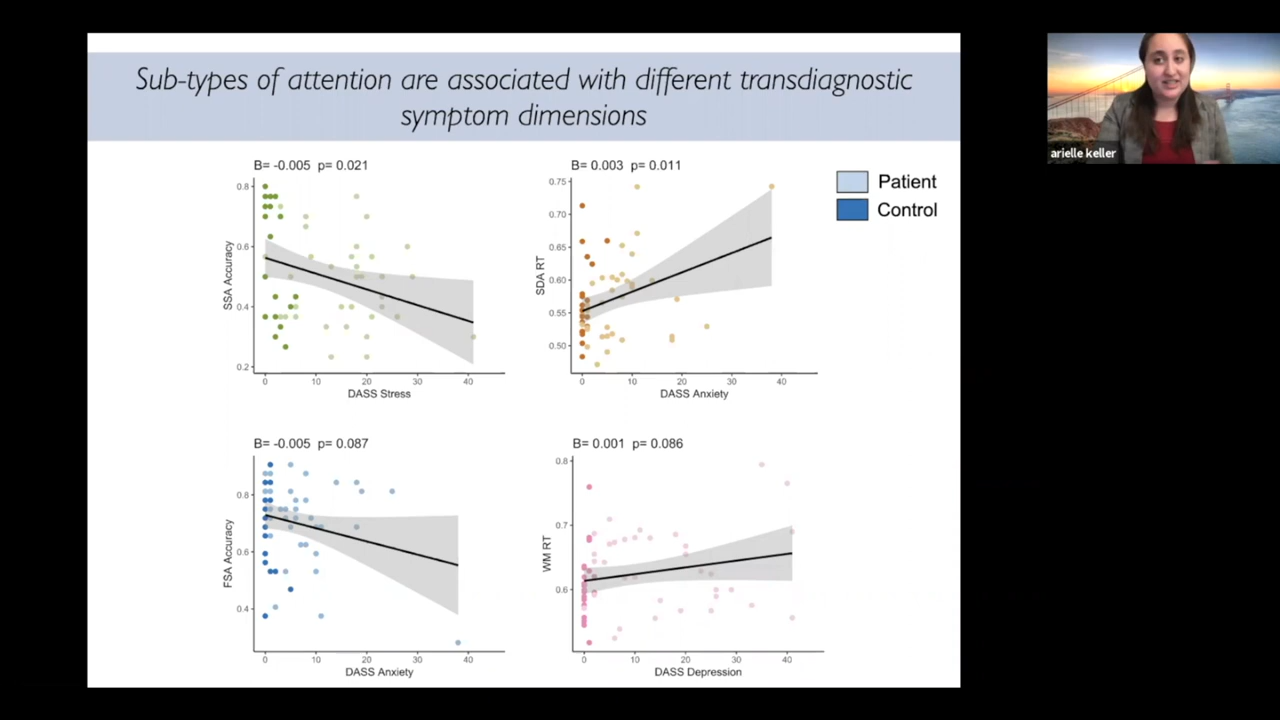 Sub-types of attention are associated with different transdiagnostic
symptom dimensions
arielle keller
B= -0.005 p= 0.021
0.8
0.6
0.4
0.2
SSA Accuracy
0 10 20 30 40
DASS Stress
B= 0.003 p= 0.011
0.75
0.70
0.65
0.60
0.55
0.50
SDA RT
0 10 20 30 40
DASS Anxiety
Patient
Control
B= -0.005 p= 0.087
0.8
0.6
0.4
FSA Accuracy
0 10 20 30 40
DASS Anxiety
B= 0.001 p= 0.086
0.8
0.7
0.6
WM RT
0 10 20 30 40
DASS Depression